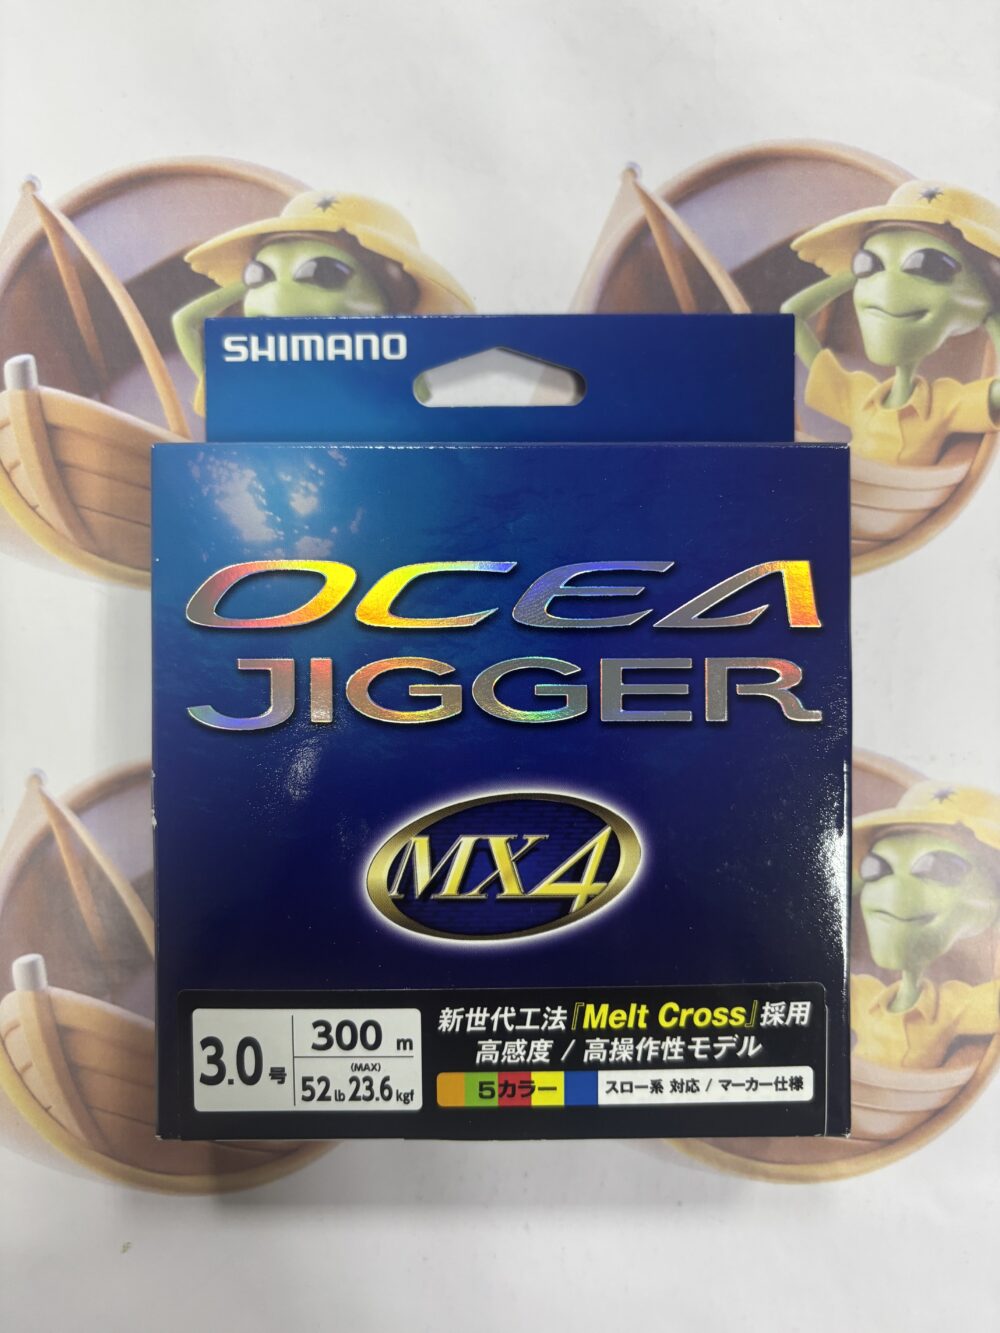 SHIMANO
OCEA
JIGGER
MX4
3.0号
300 m
(MAX)
52lb 23.6kgf
新世代工法『Melt Cross』採用
高感度 / 高操作性モデル
5カラー
スロー系 対応 / マーカー仕様